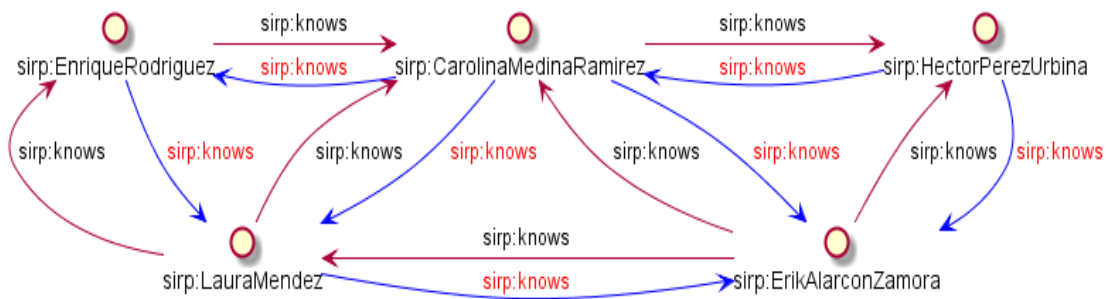 sirp:knows
sirp:knows
sirp:EnriqueRodriguez
sirp:knows
sirp:CarolinaMedinaRamirez
sirp:knows
sirp:HectorPerezUrbina
sirp:knows
sirp:knows
sirp:knows
sirp:knows
sirp:knows
sirp:knows
sirp:knows
sirp:knows
sirp:knows
sirp:LauraMendez
sirp:knows
sirp:ErikAlarconZamora